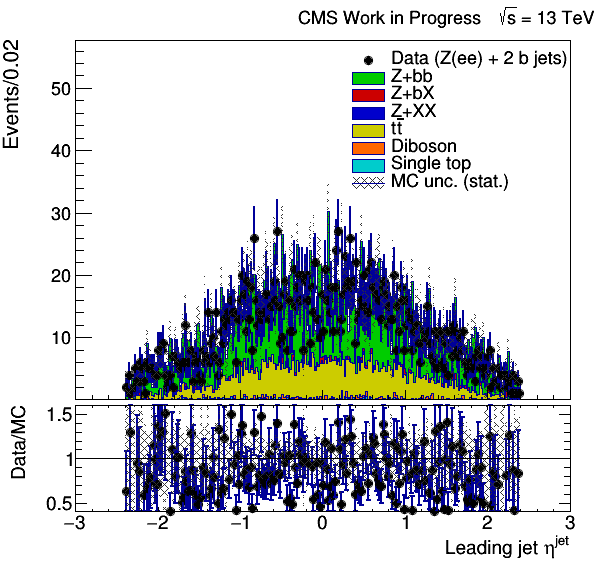 CMS Work in Progress √s = 13 TeV
Events/0.02
50
40
30
20
10
Data (Z(ee) + 2 b jets)
Z+bb
Z+bX
Z+XX
tt̄
Diboson
Single top
MC unc. (stat.)
Data/MC
1.5
1
0.5
−3 −2 −1 0 1 2 3
Leading jet η^jet